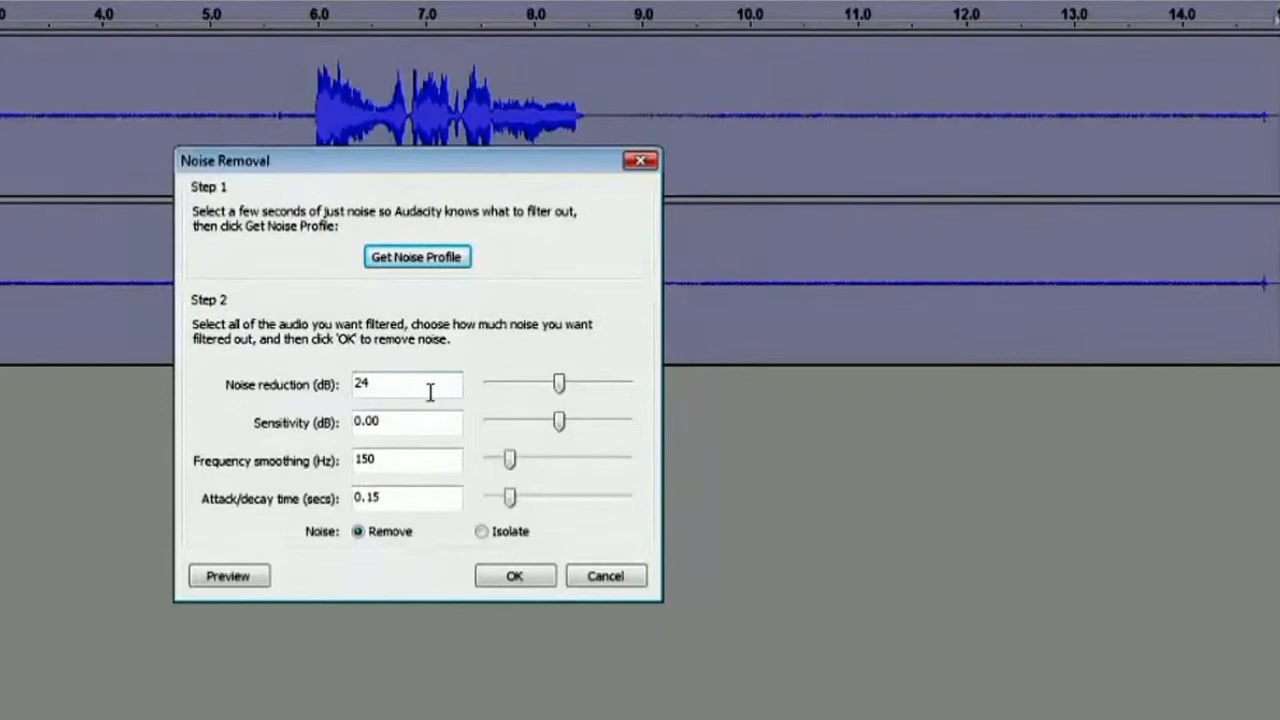 4.0 5.0 6.0 7.0 8.0 9.0 10.0 11.0 12.0 13.0 14.0
Noise Removal
Step 1
Select a few seconds of just noise so Audacity knows what to filter out,
then click Get Noise Profile:
Get Noise Profile
Step 2
Select all of the audio you want filtered, choose how much noise you want
filtered out, and then click 'OK' to remove noise.
Noise reduction (dB): 24
Sensitivity (dB): 0.00
Frequency smoothing (Hz): 150
Attack/decay time (secs): 0.15
Noise: Remove Isolate
Preview OK Cancel